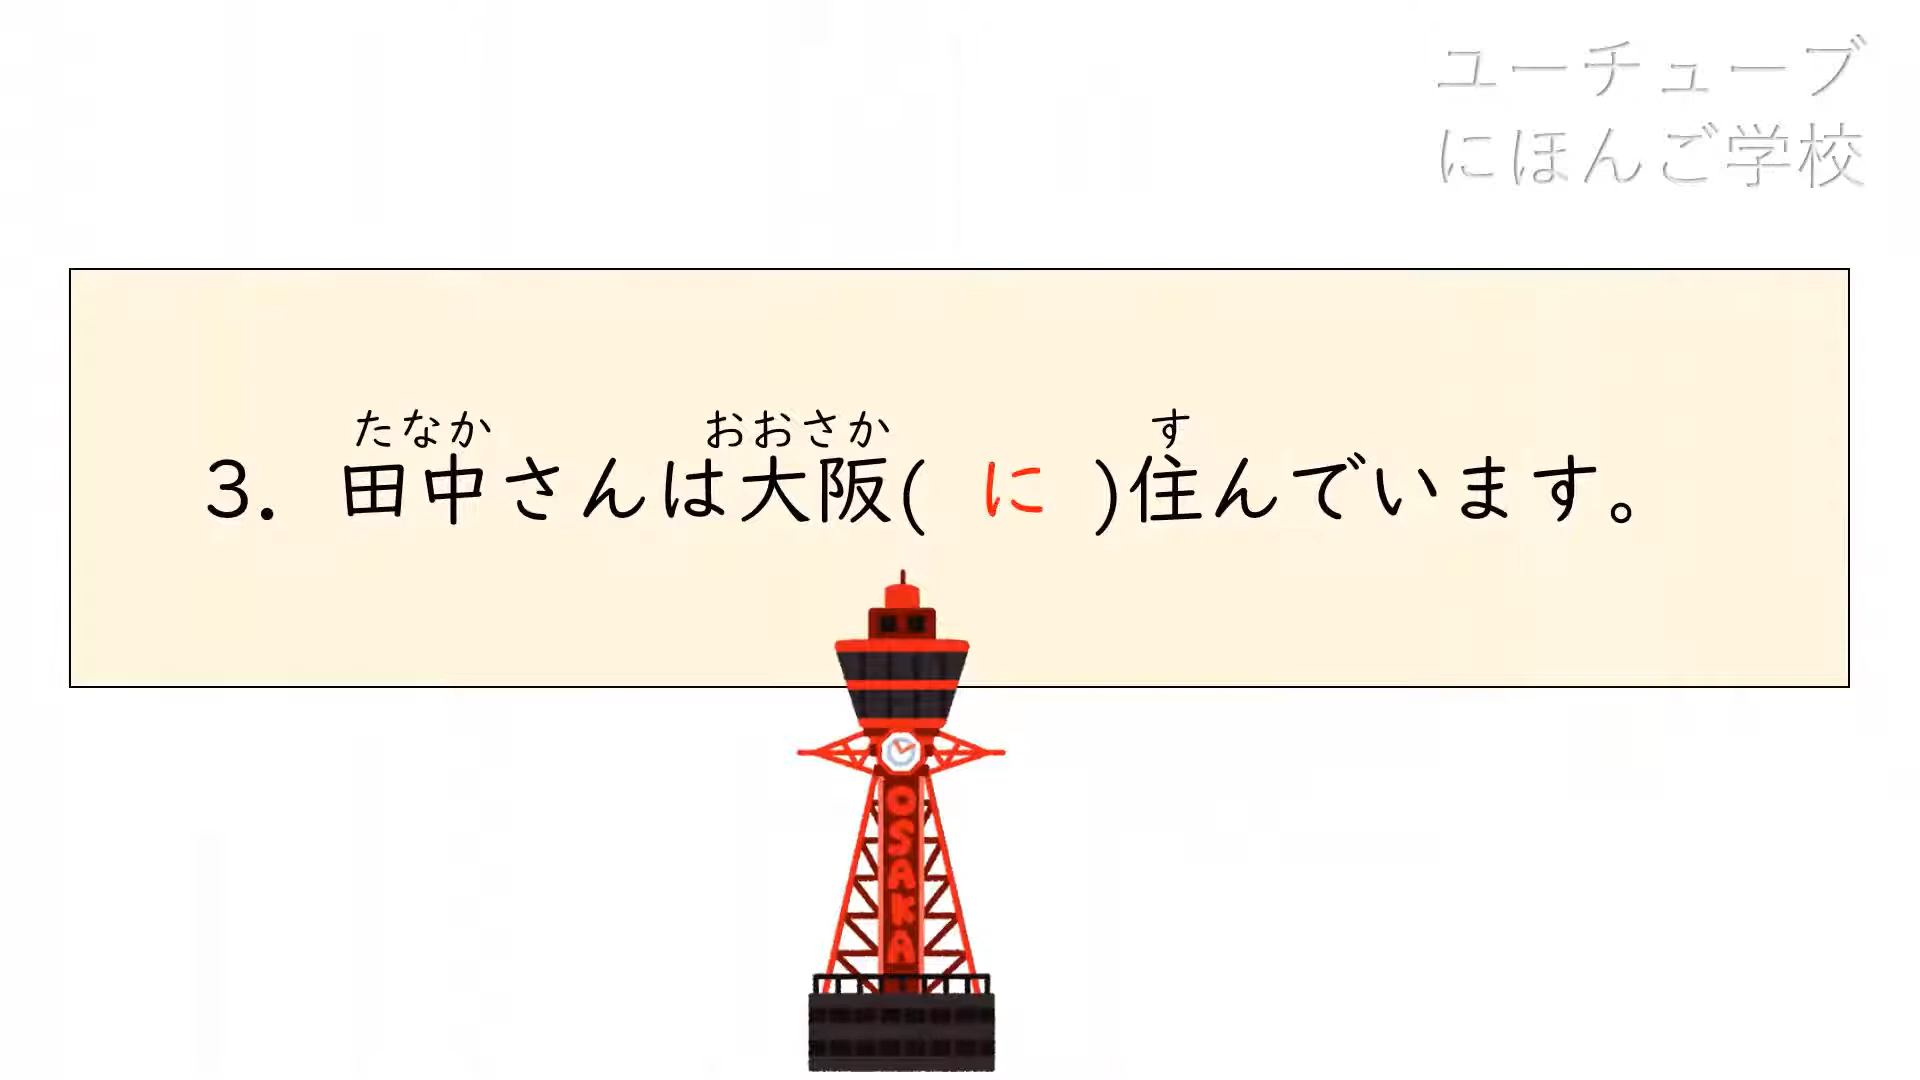 ユーチューブ
にほんご学校
たなか おおさか す
3. 田中さんは大阪( に )住んでいます。
OSAKA